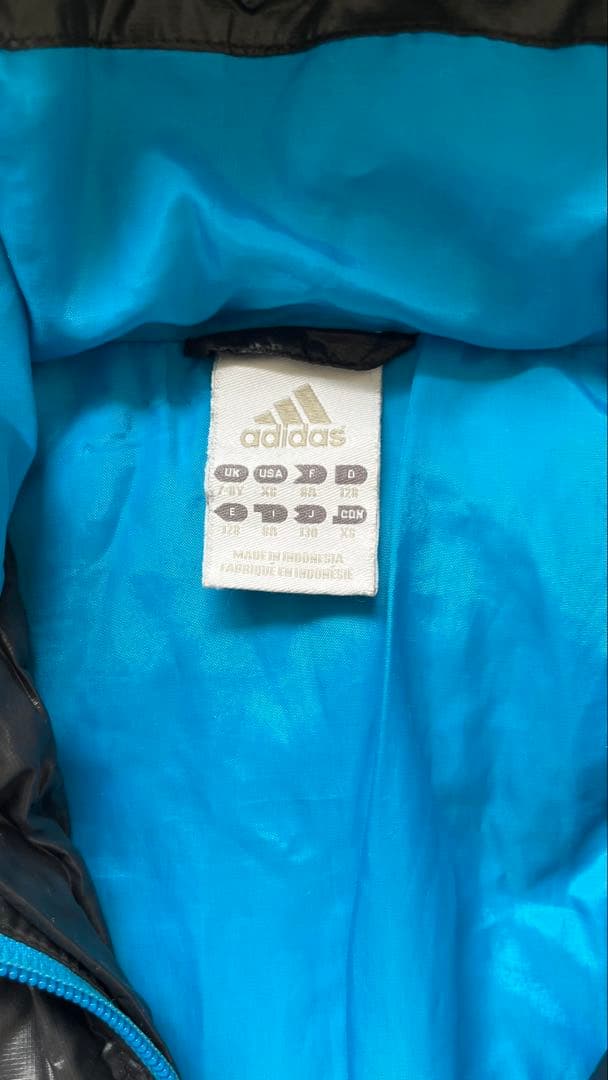 adidas
UK USA F D
7-8Y XS 8A 128
E I J CDN
128 8A 130 XS
MADE IN INDONESIA
FABRIQUÉ EN INDONÉSIE